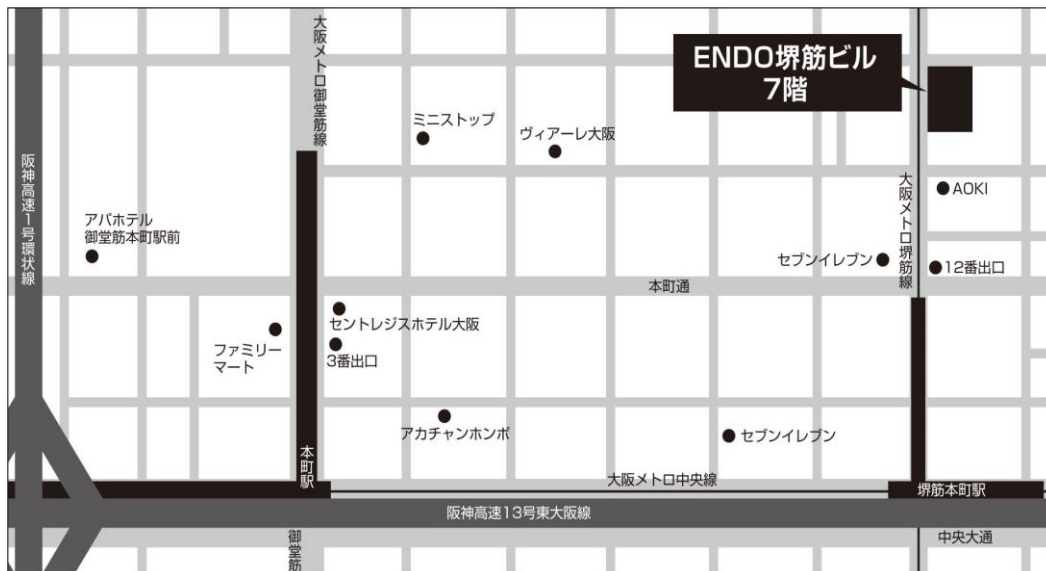 大阪メトロ御堂筋線
ENDO堺筋ビル
7階
ミニストップ
ヴィアーレ大阪
阪神高速1号環状線
大阪メトロ堺筋線
AOKI
アパホテル
御堂筋本町駅前
セブンイレブン
12番出口
本町通
セントレジスホテル大阪
ファミリー
マート
3番出口
アカチャンホンポ
セブンイレブン
本町駅
大阪メトロ中央線
堺筋本町駅
阪神高速13号東大阪線
御堂筋
中央大通